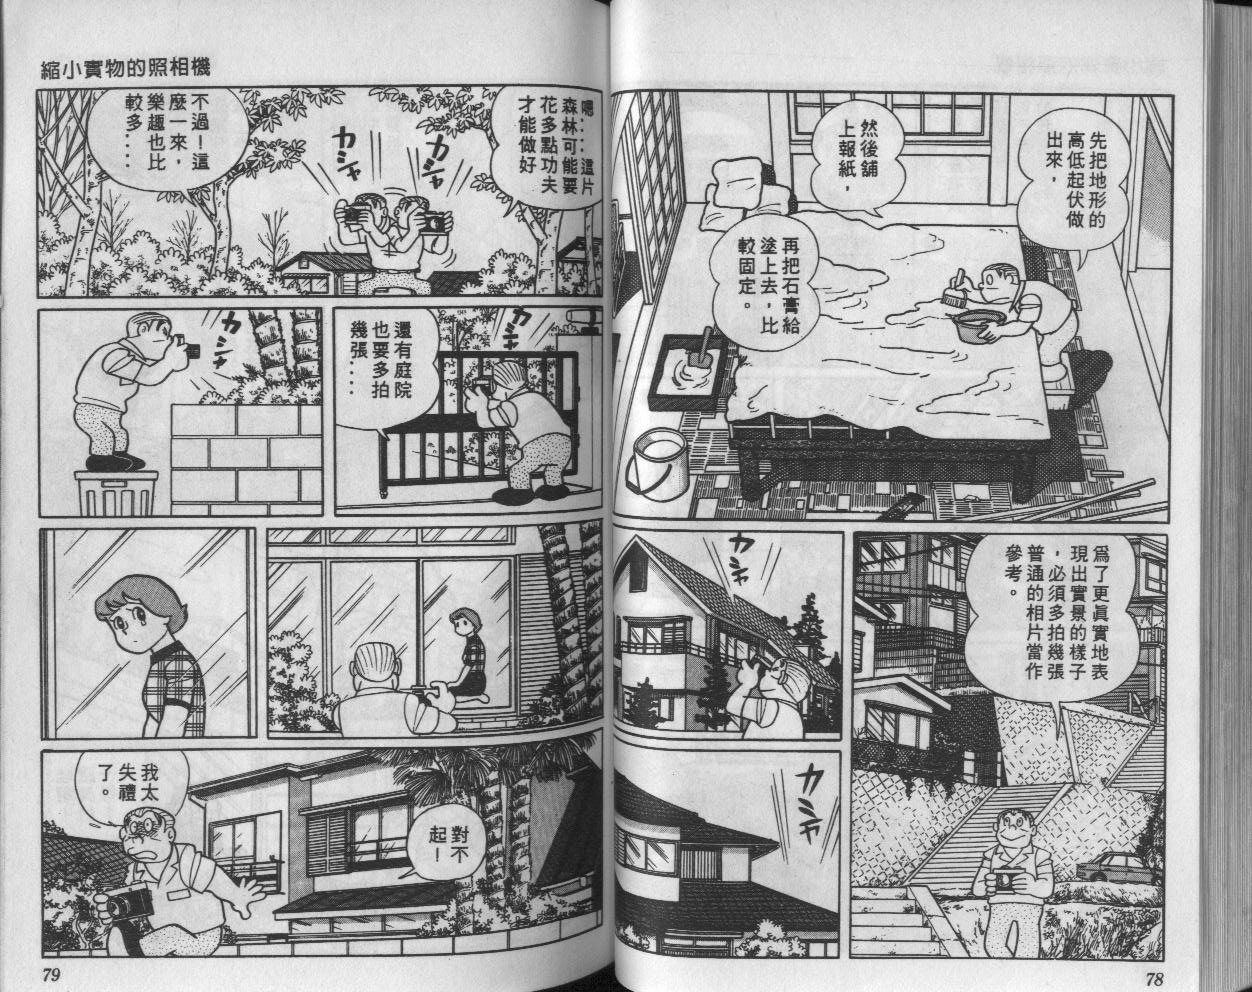 先把地形的
高低起伏做
出來，
然後舖
上報紙，
再把石膏給
塗上去，比
較固定。
爲了更眞實地表
現出實景的樣子
，必須多拍幾張
普通的相片當作
參考。
カシャ
カシャ
78
縮小實物的照相機
嗯……這片
森林可能要
花多點功夫
才能做好
カシャ
カシャ
不過！這
麼一來，
樂趣也比
較多……
カシャ
還有庭院
也要多拍
幾張……
カシャ
對不
起！
我太
失禮
了。
79